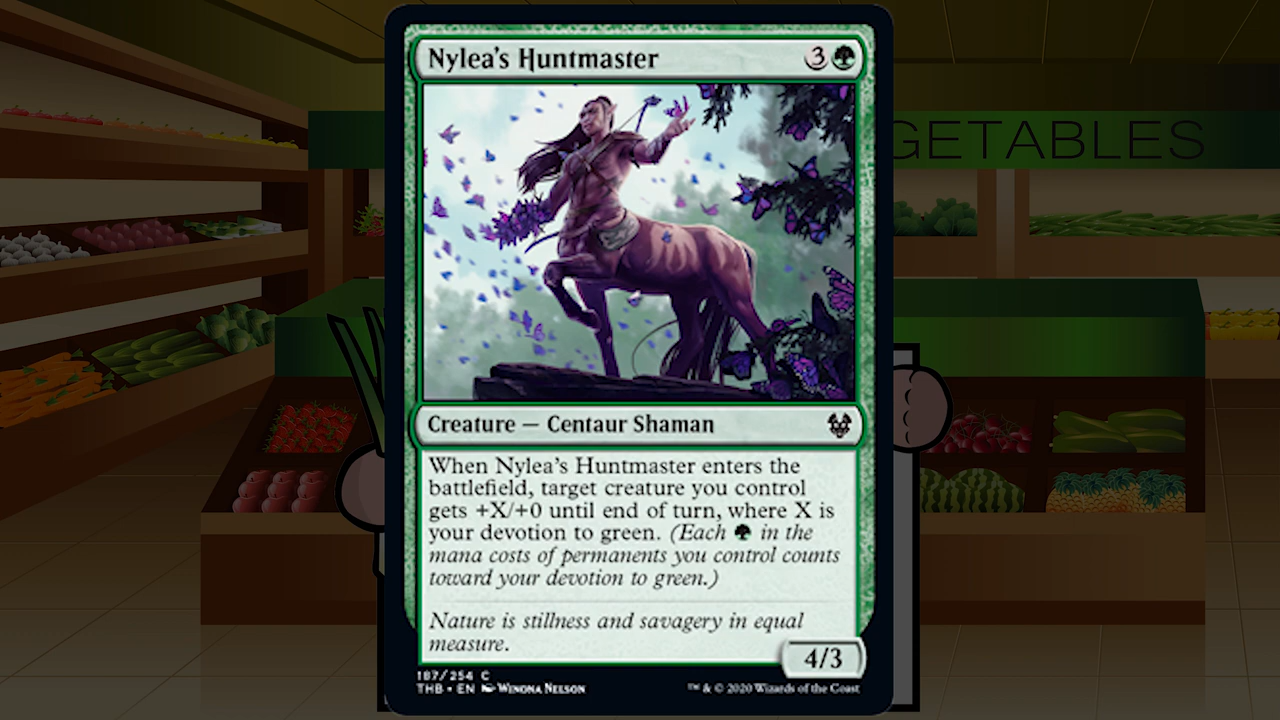 Nylea's Huntmaster
3
GETABLES
Creature — Centaur Shaman
When Nylea's Huntmaster enters the
battlefield, target creature you control
gets +X/+0 until end of turn, where X is
your devotion to green. (Each in the
mana costs of permanents you control counts
toward your devotion to green.)
Nature is stillness and savagery in equal
measure.
4/3
187/254 C
THB • EN Winona Nelson
™ & © 2020 Wizards of the Coast